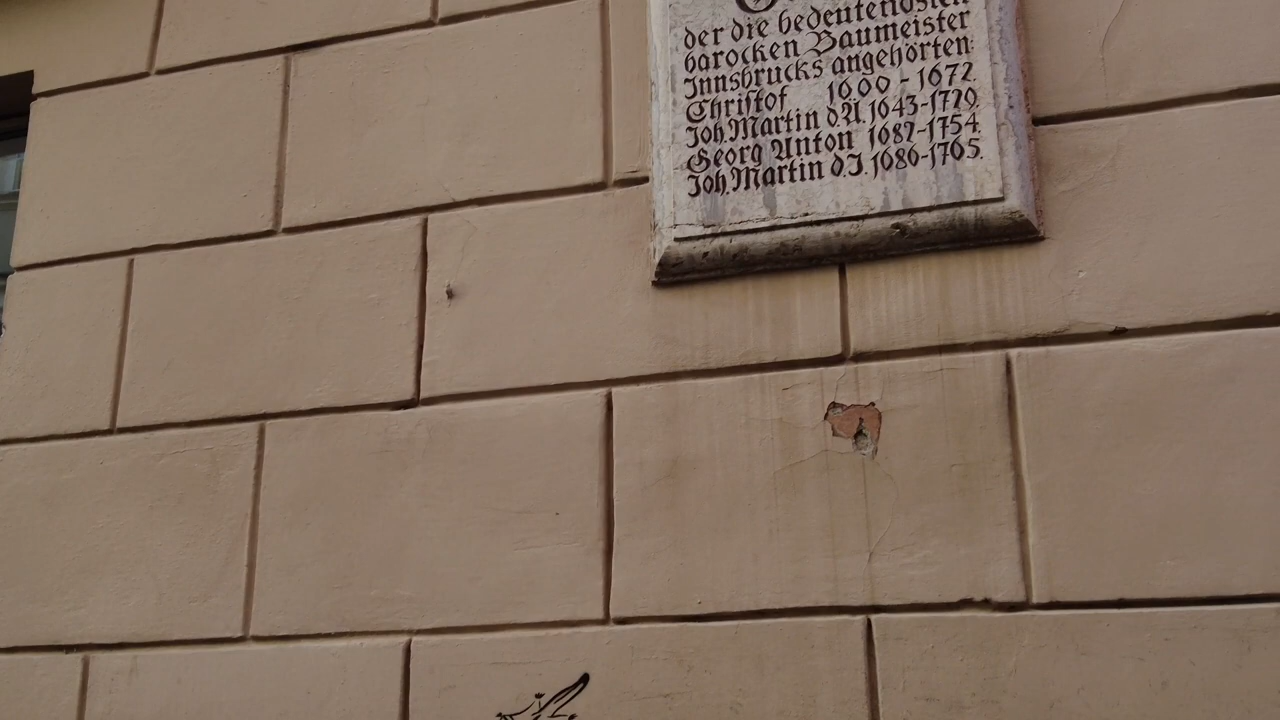 der die bedeutendsten
barocken Baumeister
Innsbrucks angehörten:
Christof 1600-1672.
Joh. Martin d.Ä. 1643-1729.
Georg Anton 1687-1754.
Joh. Martin d.J. 1686-1765.